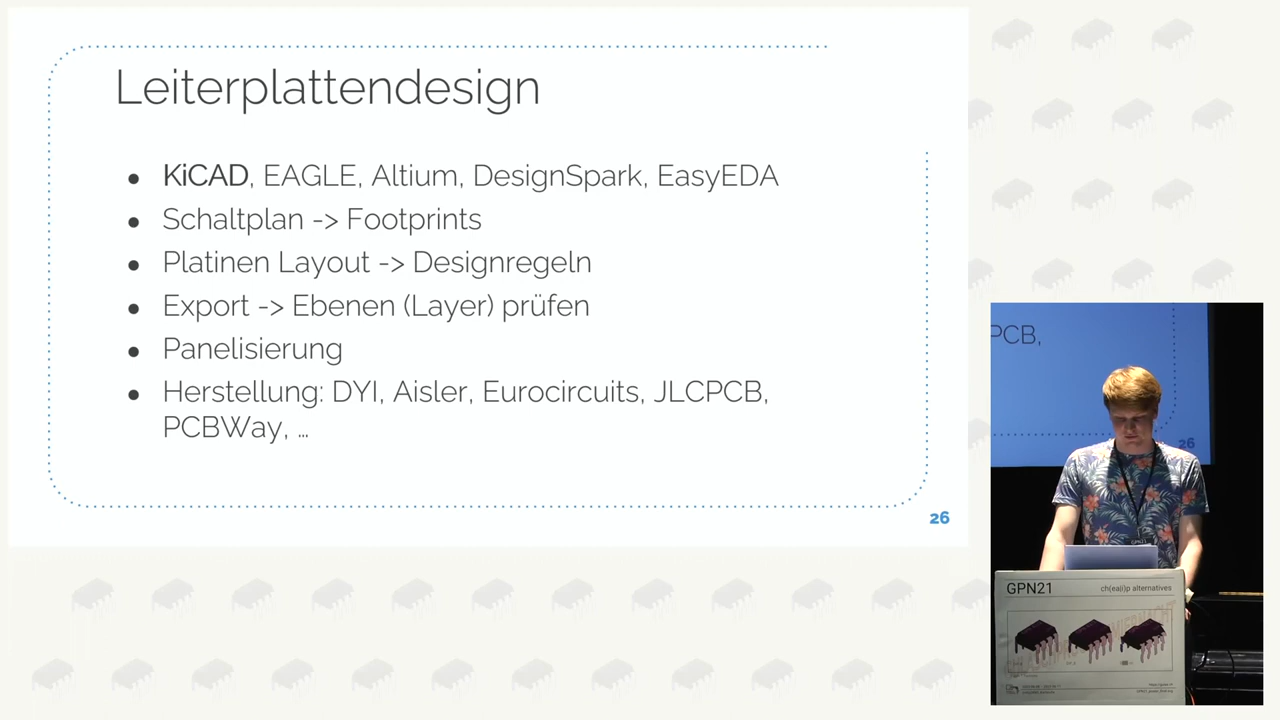 Leiterplattendesign
● KiCAD, EAGLE, Altium, DesignSpark, EasyEDA
● Schaltplan -> Footprints
● Platinen Layout -> Designregeln
● Export -> Ebenen (Layer) prüfen
● Panelisierung
● Herstellung: DYI, Aisler, Eurocircuits, JLCPCB,
PCBWay, ...
26
PCB,
26
GPN21
ch(ea|i)p alternatives